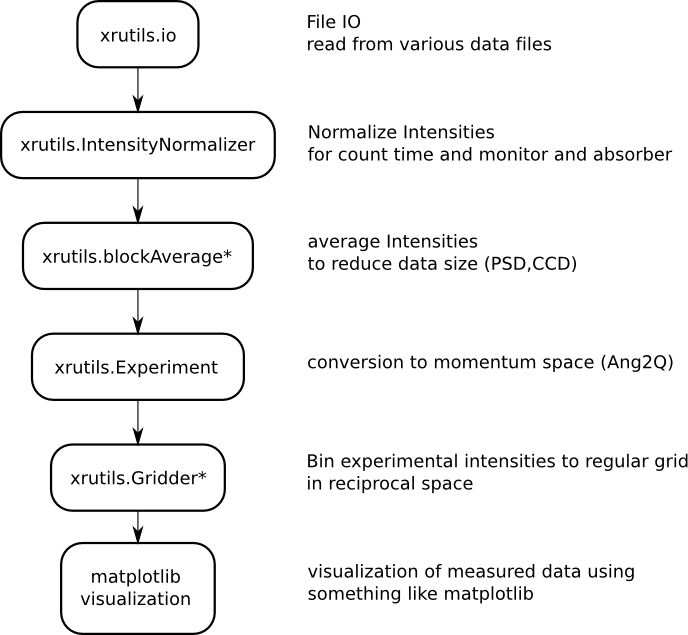 xrutils.io
File IO
read from various data files
xrutils.IntensityNormalizer
Normalize Intensities
for count time and monitor and absorber
xrutils.blockAverage*
average Intensities
to reduce data size (PSD,CCD)
xrutils.Experiment
conversion to momentum space (Ang2Q)
xrutils.Gridder*
Bin experimental intensities to regular grid
in reciprocal space
matplotlib
visualization
visualization of measured data using
something like matplotlib